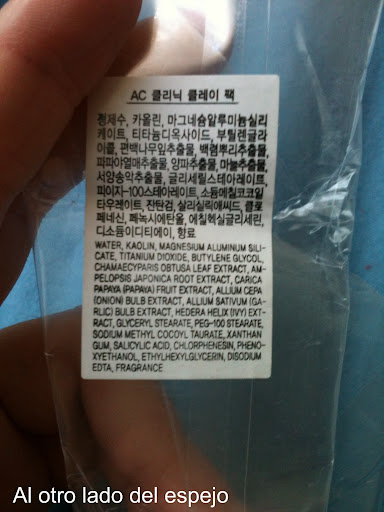 AC 클리닉 클레이 팩
정제수, 카올린, 마그네슘알루미늄실리
케이트, 티타늄디옥사이드, 부틸렌글라
이콜, 편백나무잎추출물, 백렴뿌리추출물,
파파야열매추출물, 양파추출물, 마늘추출물,
서양송악추출물, 글리세릴스테아레이트,
피이지-100스테아레이트, 소듐메칠코코일
타우레이트, 잔탄검, 살리실릭애씨드, 클로
페네신, 페녹시에탄올, 에칠헥실글리세린,
디소듐이디티에이, 향료
WATER, KAOLIN, MAGNESIUM ALUMINUM SILI-
CATE, TITANIUM DIOXIDE, BUTYLENE GLYCOL,
CHAMAECYPARIS OBTUSA LEAF EXTRACT, AM-
PELOPSIS JAPONICA ROOT EXTRACT, CARICA
PAPAYA (PAPAYA) FRUIT EXTRACT, ALLIUM CEPA
(ONION) BULB EXTRACT, ALLIUM SATIVUM (GA-
RLIC) BULB EXTRACT, HEDERA HELIX (IVY) EXT-
RACT, GLYCERYL STEARATE, PEG-100 STEARATE,
SODIUM METHYL COCOYL TAURATE, XANTHAN
GUM, SALICYLIC ACID, CHLORPHENESIN, PHENO-
XYETHANOL, ETHYLHEXYLGLYCERIN, DISODIUM
EDTA, FRAGRANCE
Al otro lado del espejo